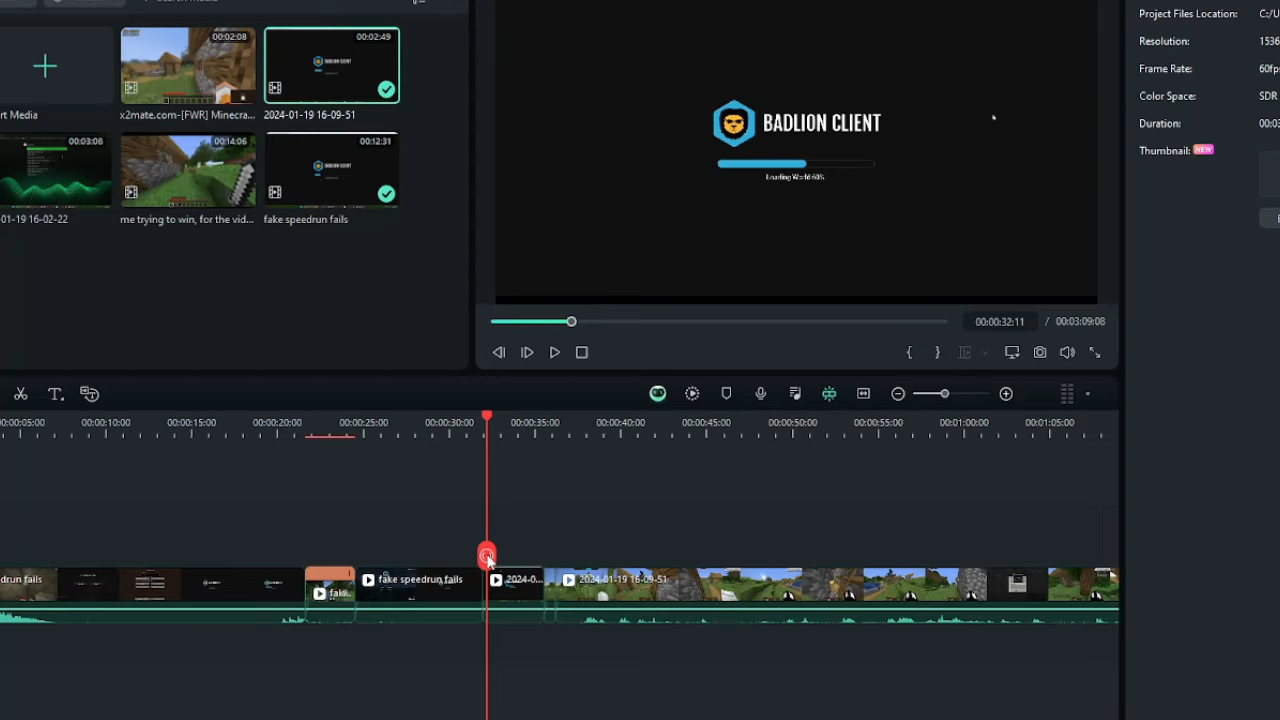 00:02:08
00:02:49
rt Media
x2mate.com-[FWR] Minecra...
2024-01-19 16-09-51
00:03:08
00:14:06
00:12:31
-01-19 16-02-22
me trying to win, for the vid...
fake speedrun fails
BADLION CLIENT
Loading World 60%
00:00:32:11 / 00:03:09:08
Project Files Location: C:/U
Resolution: 1536
Frame Rate: 60fps
Color Space: SDR
Duration: 00:03
Thumbnail: NEW
00:00:05:00 00:00:10:00 00:00:15:00 00:00:20:00 00:00:25:00 00:00:30:00 00:00:35:00 00:00:40:00 00:00:45:00 00:00:50:00 00:00:55:00 00:01:00:00 00:01:05:00
drun fails
fak..
fake speedrun fails
2024-0...
2024-01-19 16-09-51